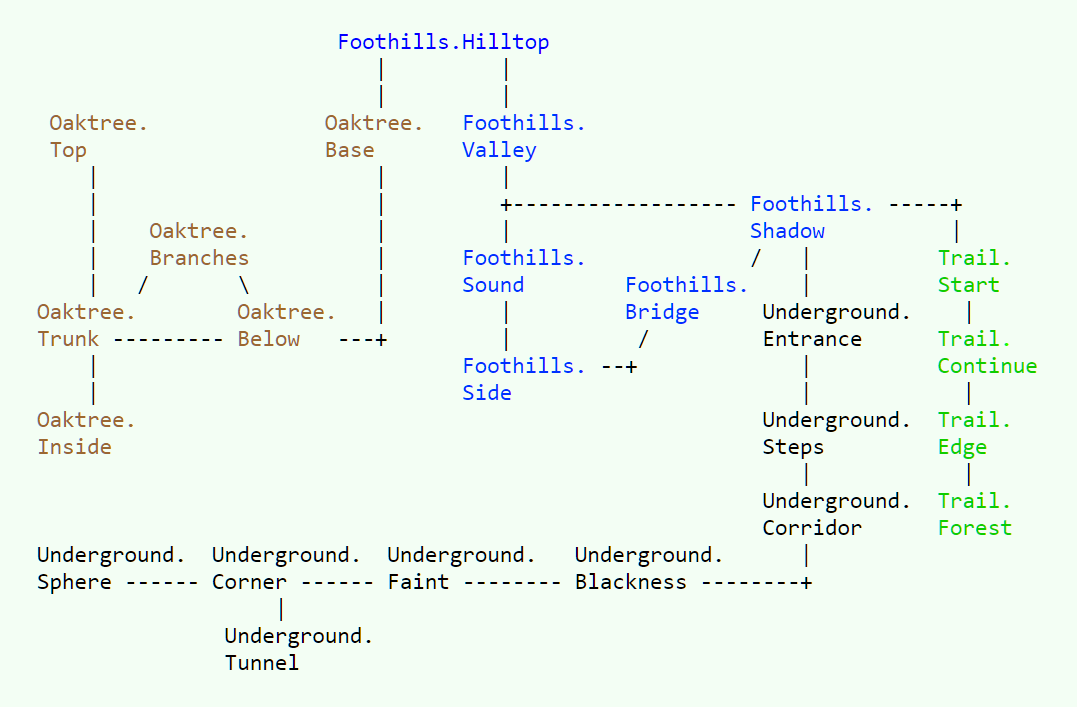 Foothills.Hilltop
Oaktree. Oaktree. Foothills.
Top Base Valley
+------------------ Foothills. -----+
Oaktree. Shadow
Branches Foothills. / Trail.
/ \ Sound Foothills. Start
Oaktree. Oaktree. Bridge Underground.
Trunk --------- Below ---+ / Entrance Trail.
Foothills. --+ Continue
Side
Oaktree. Underground. Trail.
Inside Steps Edge
Underground. Trail.
Corridor Forest
Underground. Underground. Underground. Underground.
Sphere ------ Corner ------ Faint -------- Blackness --------+
Underground.
Tunnel